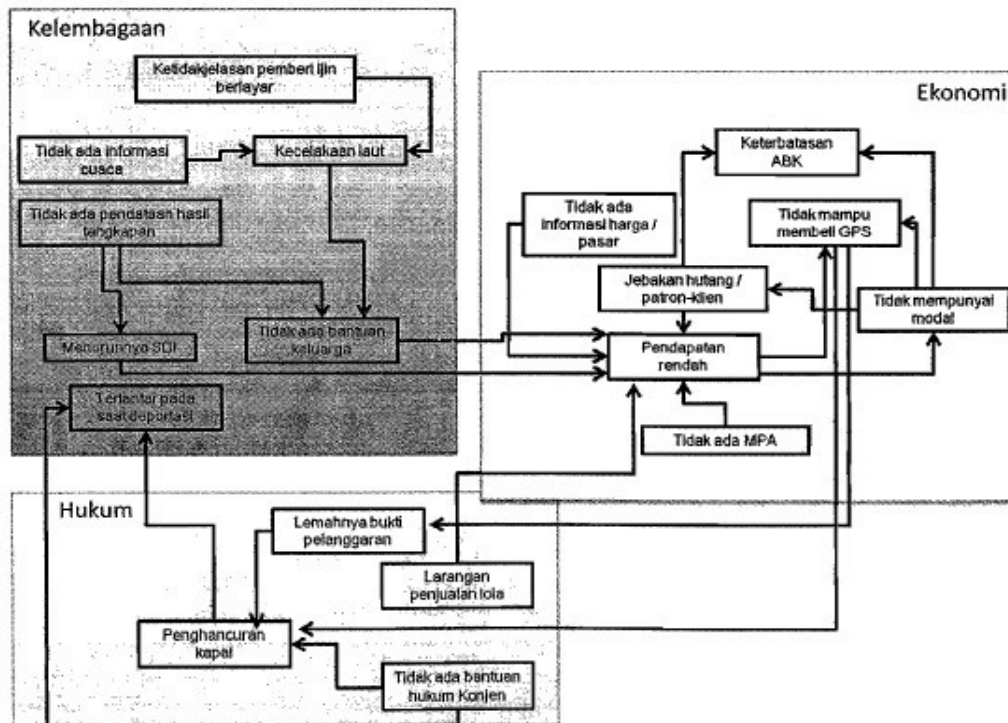 Kelembagaan
Ketidakjelasan pemberi ijin
berlayar
Tidak ada informasi
cuaca
Kecelakaan laut
Tidak ada pendataan hasil
tangkapan
Menurunnya SDI
Tidak ada bantuan
keluarga
Terlantar pada
saat deportasi
Ekonomi
Keterbatasan
ABK
Tidak ada
informasi harga /
pasar
Tidak mampu
membeli GPS
Jebakan hutang /
patron-klien
Tidak mempunyai
modal
Pendapatan
rendah
Tidak ada MPA
Hukum
Lemahnya bukti
pelanggaran
Larangan
penjualan lola
Penghancuran
kapal
Tidak ada bantuan
hukum Konjen